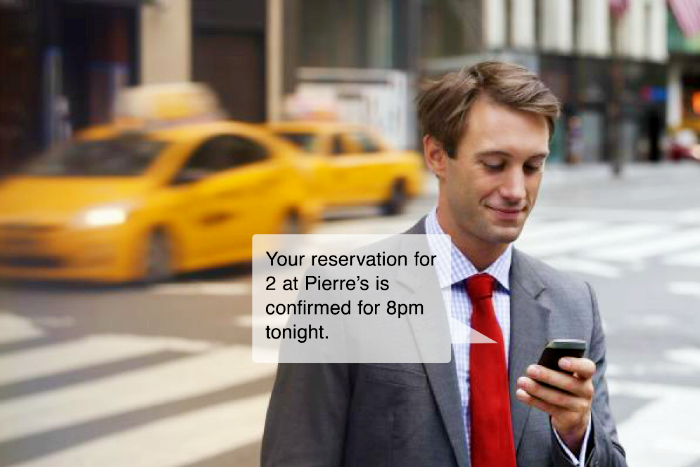 Your reservation for
2 at Pierre's is
confirmed for 8pm
tonight.